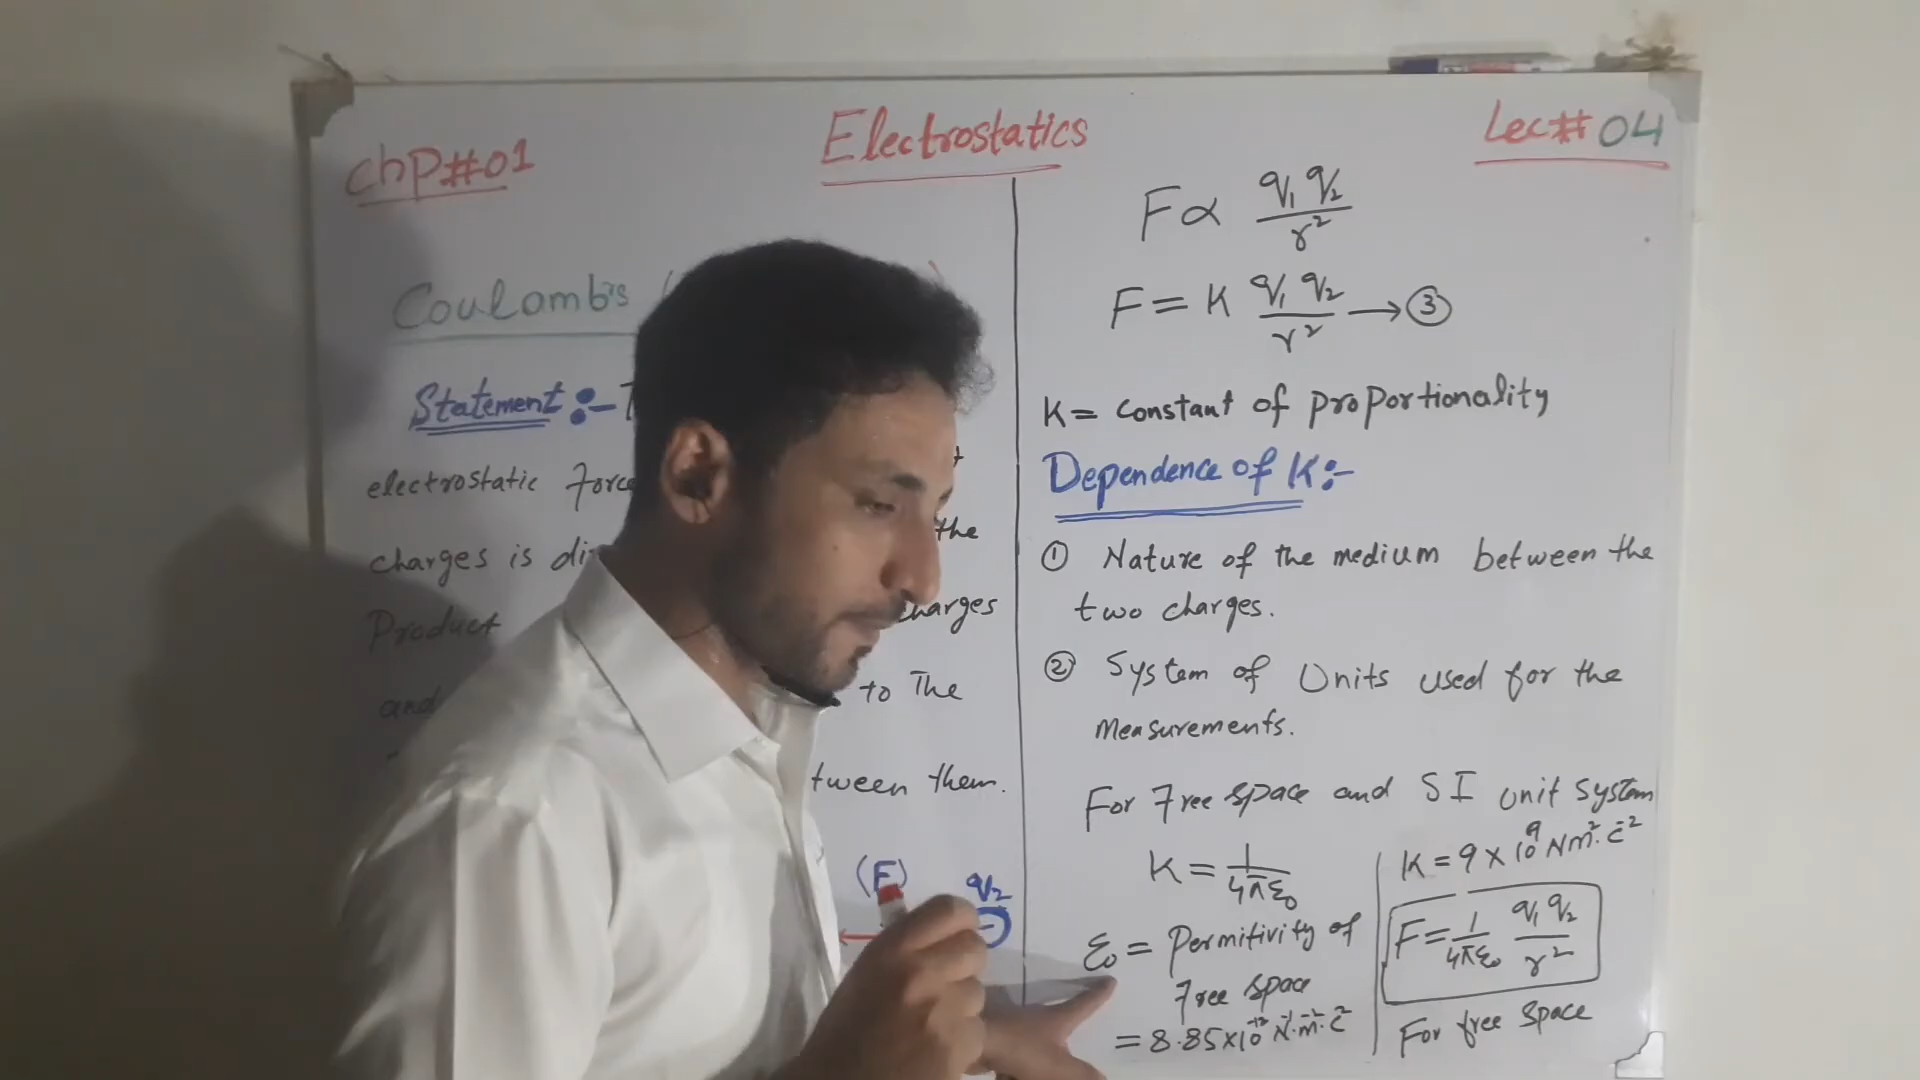 chp#01
Electrostatics
Lec# 04
Coulomb's
Statement :-
electrostatic Force
the
charges is
Product
charges
and
to The
tween them.
(F)
q2
-
F ∝ q1 q2 / r²
F = K q1 q2 / r² → ③
K = constant of proportionality
Dependence of K:-
① Nature of the medium between the
two charges.
② System of Units used for the
measurements.
For Free space and SI unit system
K = 1/4πε0
ε0 = Permitivity of
Free space
= 8.85×10⁻¹² N⁻¹.m⁻².C²
K = 9 × 10⁹ Nm².C⁻²
F = 1/4πε0 q1 q2 / r²
For free space